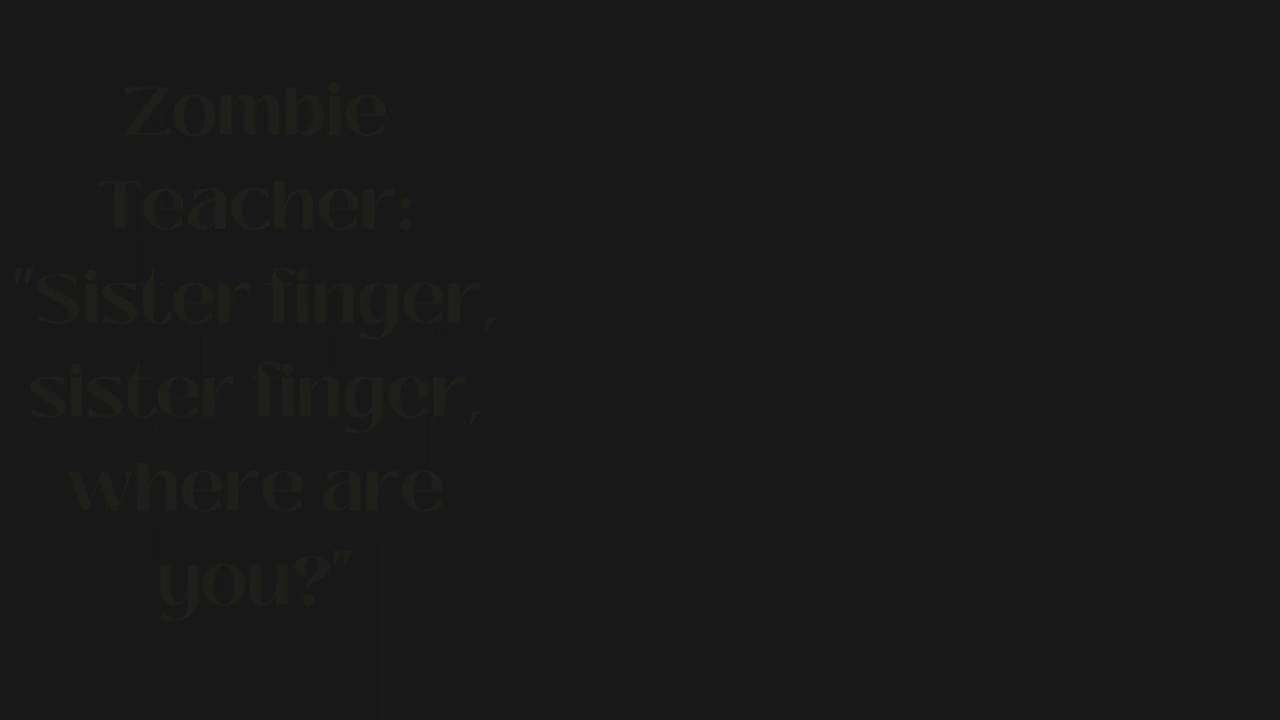 Zombie
Teacher:
"Sister finger,
sister finger,
where are
you?"